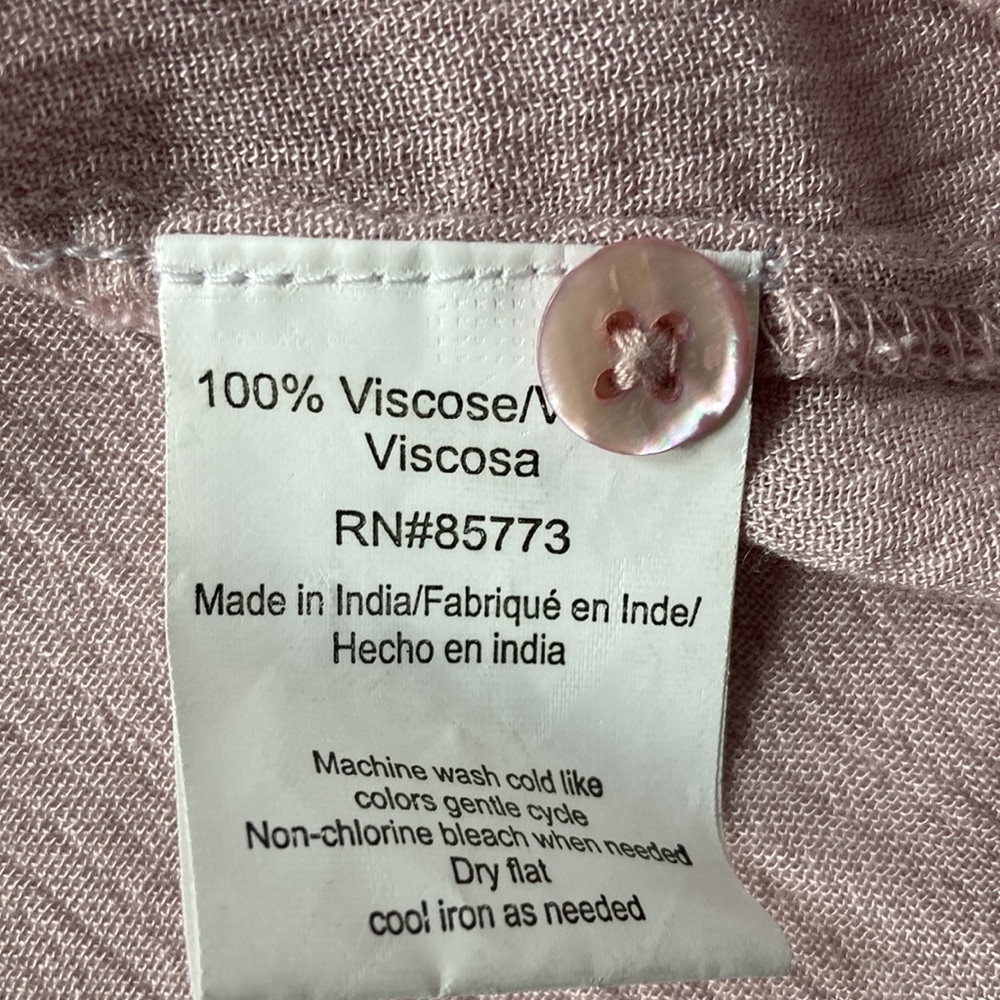 100% Viscose/
Viscosa
RN#85773
Made in India/Fabriqué en Inde/
Hecho en india
Machine wash cold like
colors gentle cycle
Non-chlorine bleach when needed
Dry flat
cool iron as needed